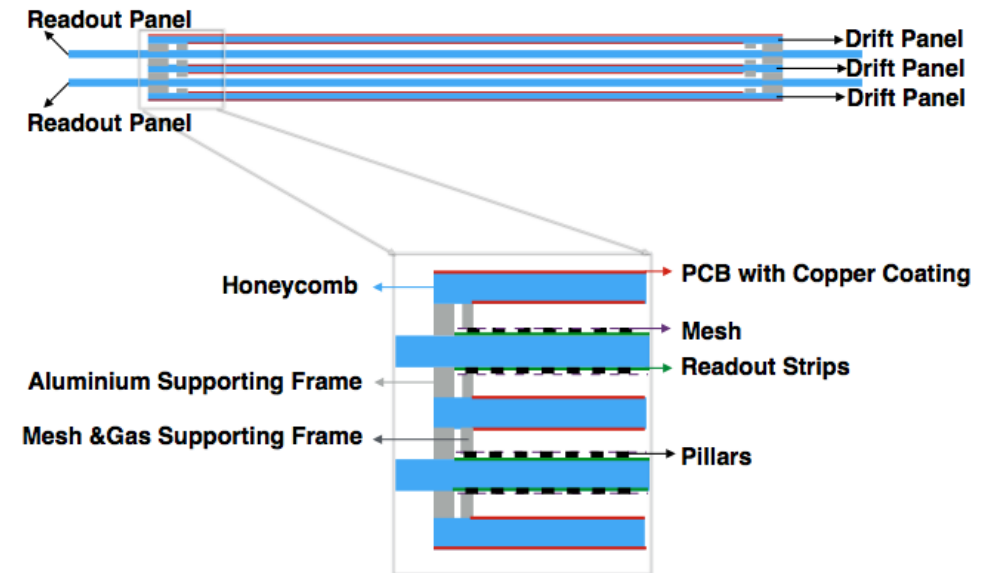 Readout Panel
Drift Panel
Drift Panel
Drift Panel
Readout Panel
Honeycomb
PCB with Copper Coating
Mesh
Readout Strips
Aluminium Supporting Frame
Mesh &Gas Supporting Frame
Pillars